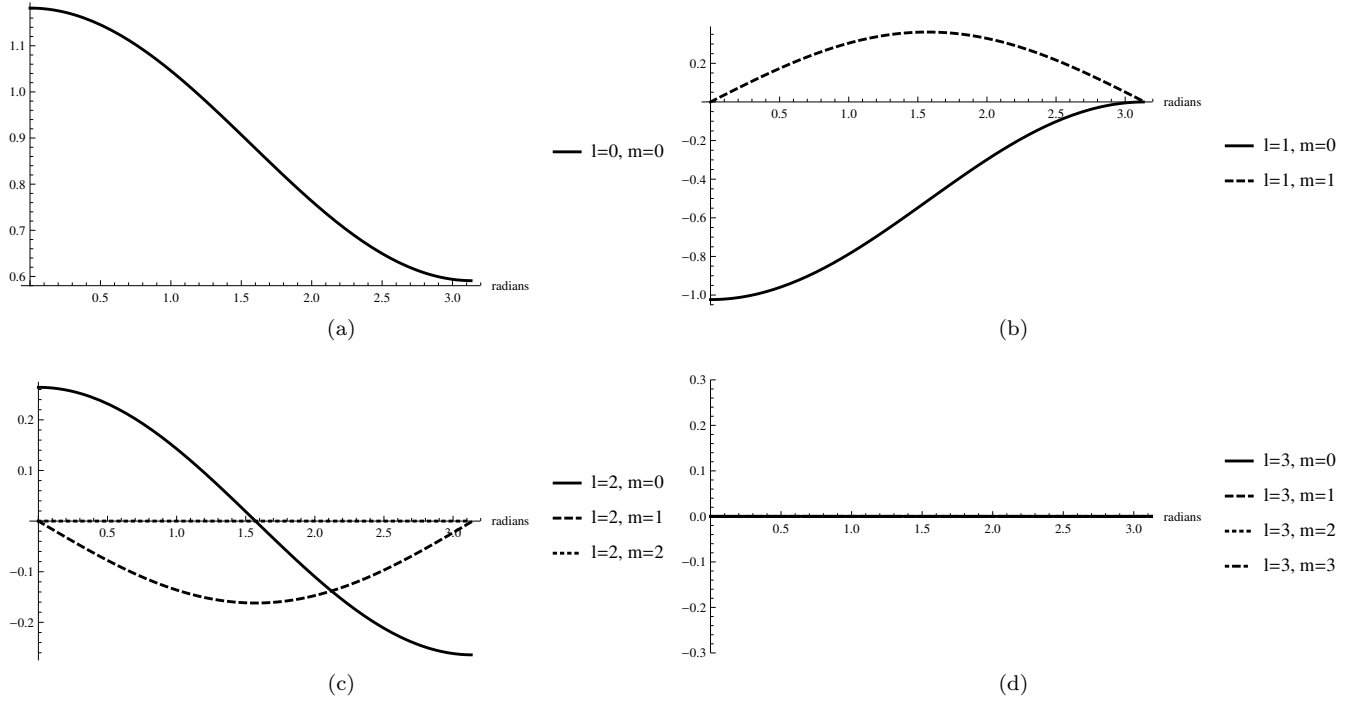 1.1
1.0
0.9
0.8
0.7
0.6
0.5 1.0 1.5 2.0 2.5 3.0 radians
l=0, m=0
(a)
0.2
0.5 1.0 1.5 2.0 2.5 3.0 radians
−0.2
−0.4
−0.6
−0.8
−1.0
l=1, m=0
l=1, m=1
(b)
0.2
0.1
0.5 1.0 1.5 2.0 2.5 3.0 radians
−0.1
−0.2
l=2, m=0
l=2, m=1
l=2, m=2
(c)
0.3
0.2
0.1
0.0
0.5 1.0 1.5 2.0 2.5 3.0 radians
−0.1
−0.2
−0.3
l=3, m=0
l=3, m=1
l=3, m=2
l=3, m=3
(d)